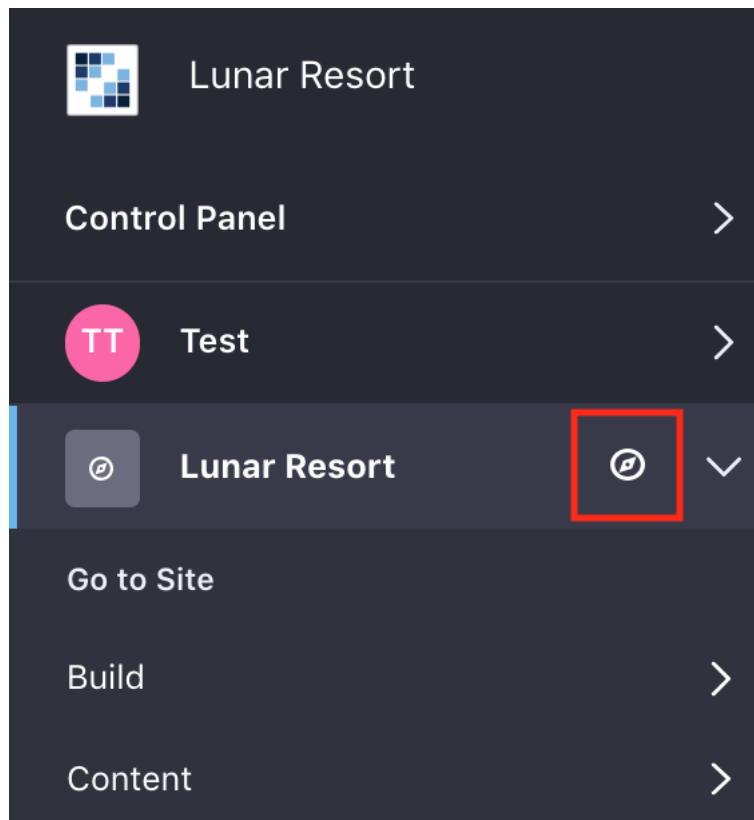 Lunar Resort
Control Panel
TT Test
Lunar Resort
Go to Site
Build
Content